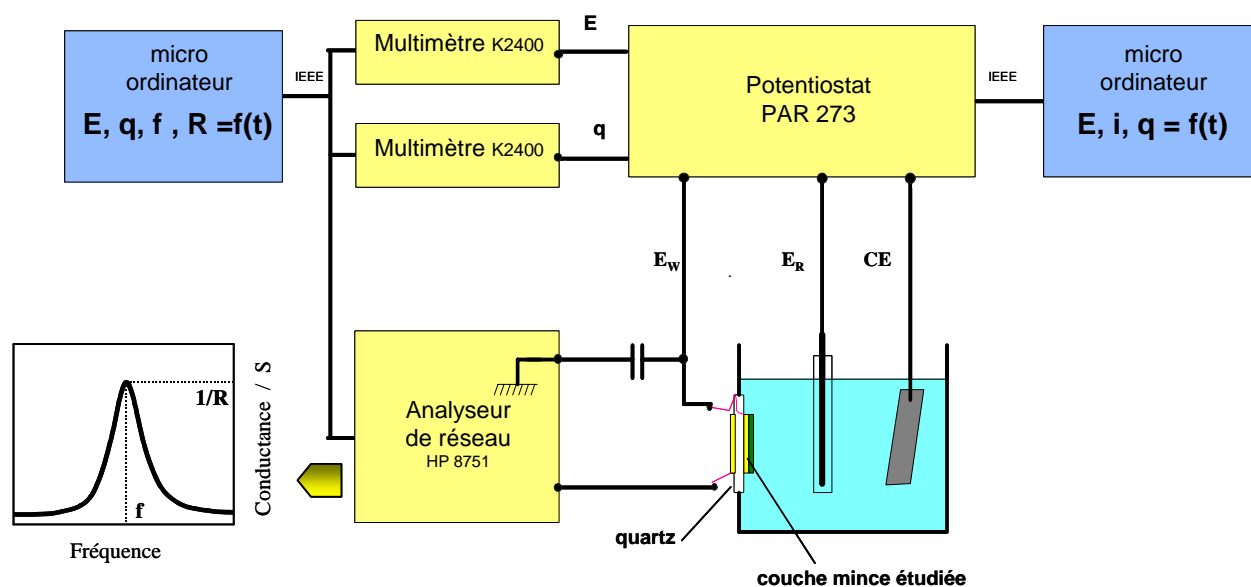 micro
ordinateur
E, q, f , R =f(t)
IEEE
Multimètre K2400
E
Multimètre K2400
q
Potentiostat
PAR 273
IEEE
micro
ordinateur
E, i, q = f(t)
EW
ER
CE
Analyseur
de réseau
HP 8751
1/R
f
Conductance / S
Fréquence
quartz
couche mince étudiée